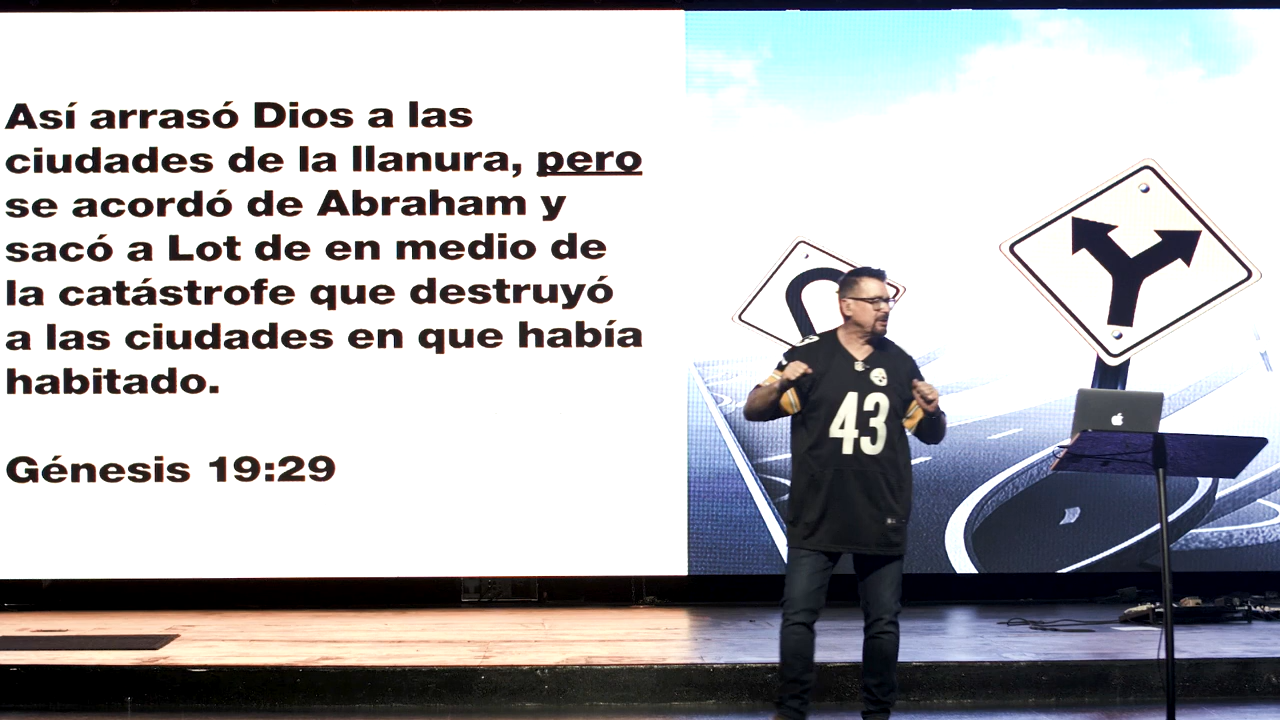 Así arrasó Dios a las
ciudades de la llanura, pero
se acordó de Abraham y
sacó a Lot de en medio de
la catástrofe que destruyó
a las ciudades en que había
habitado.
Génesis 19:29
43